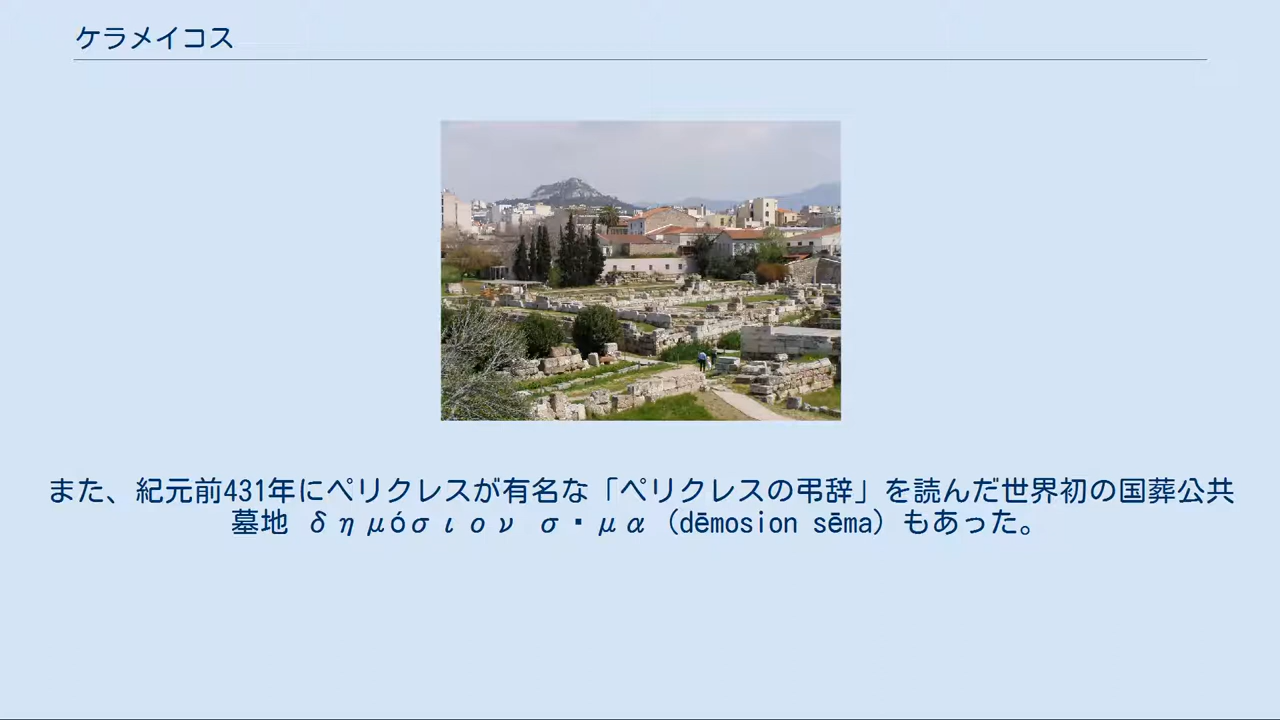 ケラメイコス
また、紀元前431年にペリクレスが有名な「ペリクレスの弔辞」を読んだ世界初の国葬公共
墓地 δημόσιον σ·μα（dēmosion sēma）もあった。